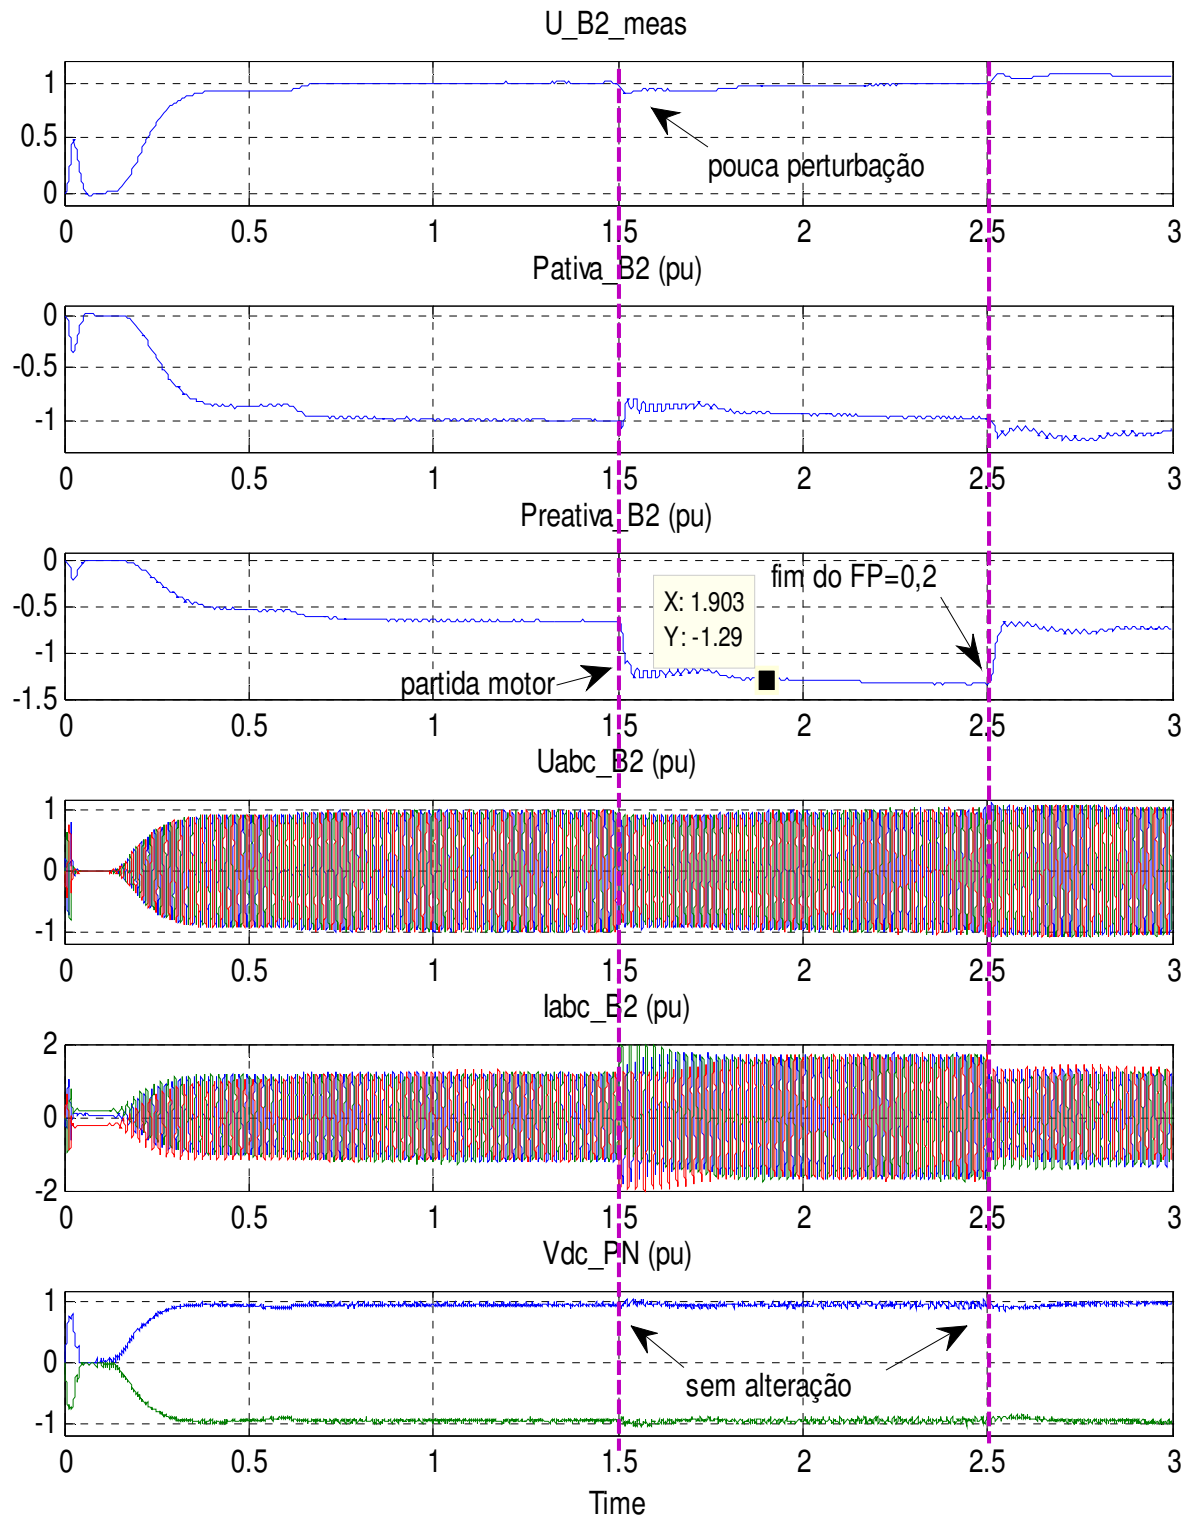 U_B2_meas
1
0.5
0
0 0.5 1 1.5 2 2.5 3
pouca perturbação
Pativa_B2 (pu)
0
-0.5
-1
0 0.5 1 1.5 2 2.5 3
Preativa_B2 (pu)
0
-0.5
-1
-1.5
fim do FP=0,2
X: 1.903
Y: -1.29
partida motor
0 0.5 1 1.5 2 2.5 3
Uabc_B2 (pu)
1
0
-1
0 0.5 1 1.5 2 2.5 3
Iabc_B2 (pu)
2
0
-2
0 0.5 1 1.5 2 2.5 3
Vdc_PN (pu)
1
0
-1
sem alteração
0 0.5 1 1.5 2 2.5 3
Time